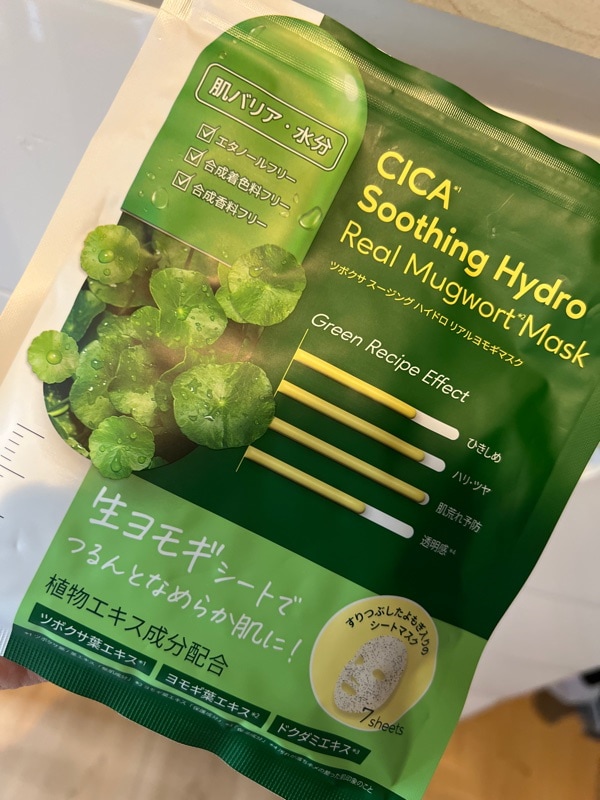 肌バリア・水分
エタノールフリー
合成着色料フリー
合成香料フリー
CICA*1
Soothing Hydro
Real Mugwort*2 Mask
ツボクサ スージング ハイドロ リアルヨモギマスク
Green Recipe Effect
ひきしめ
ハリ・ツヤ
肌荒れ予防
透明感*4
生ヨモギシートで
つるんとなめらか肌に!
植物エキス成分配合
ツボクサ葉エキス*1
ヨモギ葉エキス*2
ドクダミエキス*3
すりつぶしたよもぎ入りの
シートマスク
7sheets